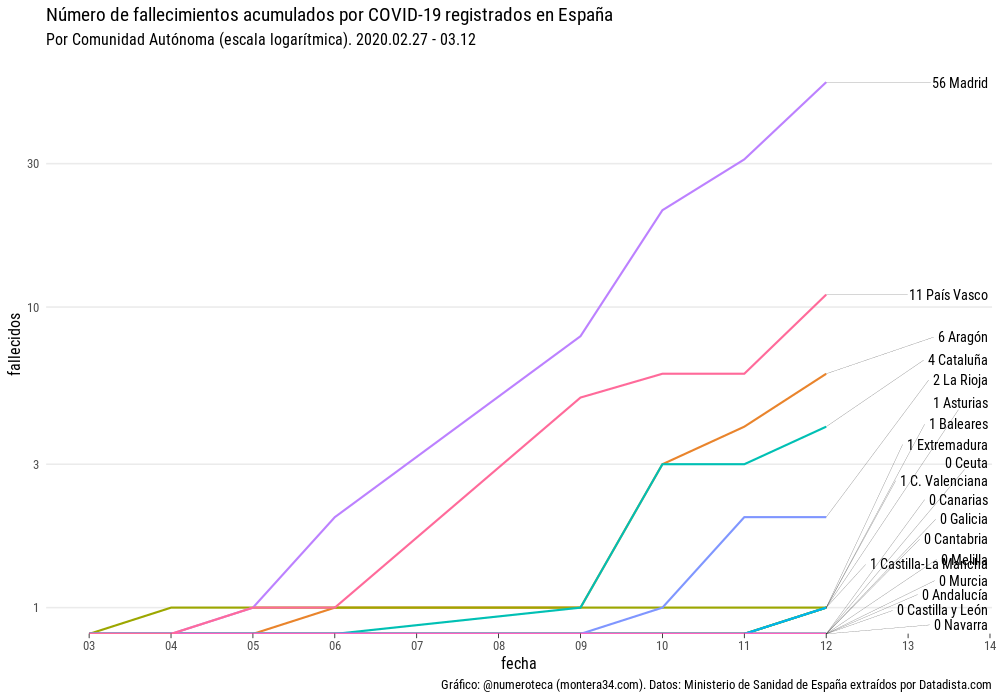 Número de fallecimientos acumulados por COVID-19 registrados en España
Por Comunidad Autónoma (escala logarítmica). 2020.02.27 - 03.12
fallecidos
30
10
3
1
56 Madrid
11 País Vasco
6 Aragón
4 Cataluña
2 La Rioja
1 Asturias
1 Baleares
1 Extremadura
0 Ceuta
1 C. Valenciana
0 Canarias
0 Galicia
0 Cantabria
0 Melilla
1 Castilla-La Mancha
0 Murcia
0 Andalucía
0 Castilla y León
0 Navarra
03 04 05 06 07 08 09 10 11 12 13 14
fecha
Gráfico: @numeroteca (montera34.com). Datos: Ministerio de Sanidad de España extraídos por Datadista.com